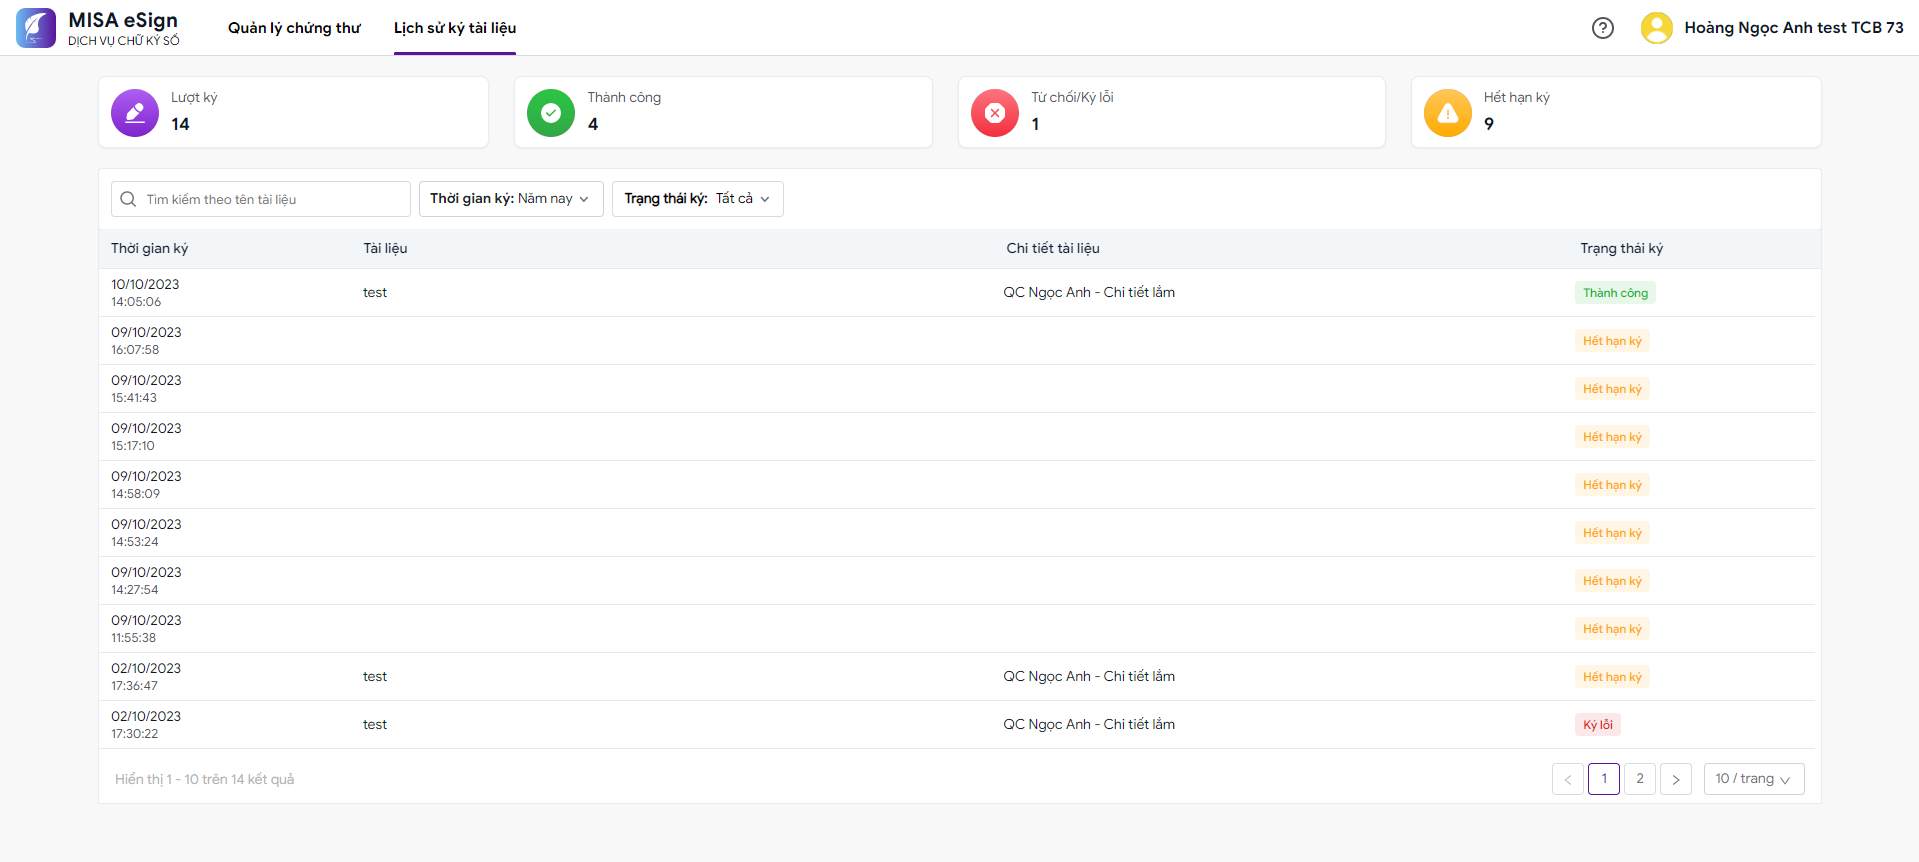 MISA eSign
DỊCH VỤ CHỮ KÝ SỐ
Quản lý chứng thư
Lịch sử ký tài liệu
Hoàng Ngọc Anh test TCB 73
Lượt ký
14
Thành công
4
Từ chối/Ký lỗi
1
Hết hạn ký
9
Tìm kiếm theo tên tài liệu
Thời gian ký: Năm nay
Trạng thái ký: Tất cả
Thời gian ký Tài liệu Chi tiết tài liệu Trạng thái ký
10/10/2023
14:05:06
test
QC Ngọc Anh - Chi tiết lắm
Thành công
09/10/2023
16:07:58
Hết hạn ký
09/10/2023
15:41:43
Hết hạn ký
09/10/2023
15:17:10
Hết hạn ký
09/10/2023
14:58:09
Hết hạn ký
09/10/2023
14:53:24
Hết hạn ký
09/10/2023
14:27:54
Hết hạn ký
09/10/2023
11:55:38
Hết hạn ký
02/10/2023
17:36:47
test
QC Ngọc Anh - Chi tiết lắm
Hết hạn ký
02/10/2023
17:30:22
test
QC Ngọc Anh - Chi tiết lắm
Ký lỗi
Hiển thị 1 - 10 trên 14 kết quả
< 1 2 >
10 / trang